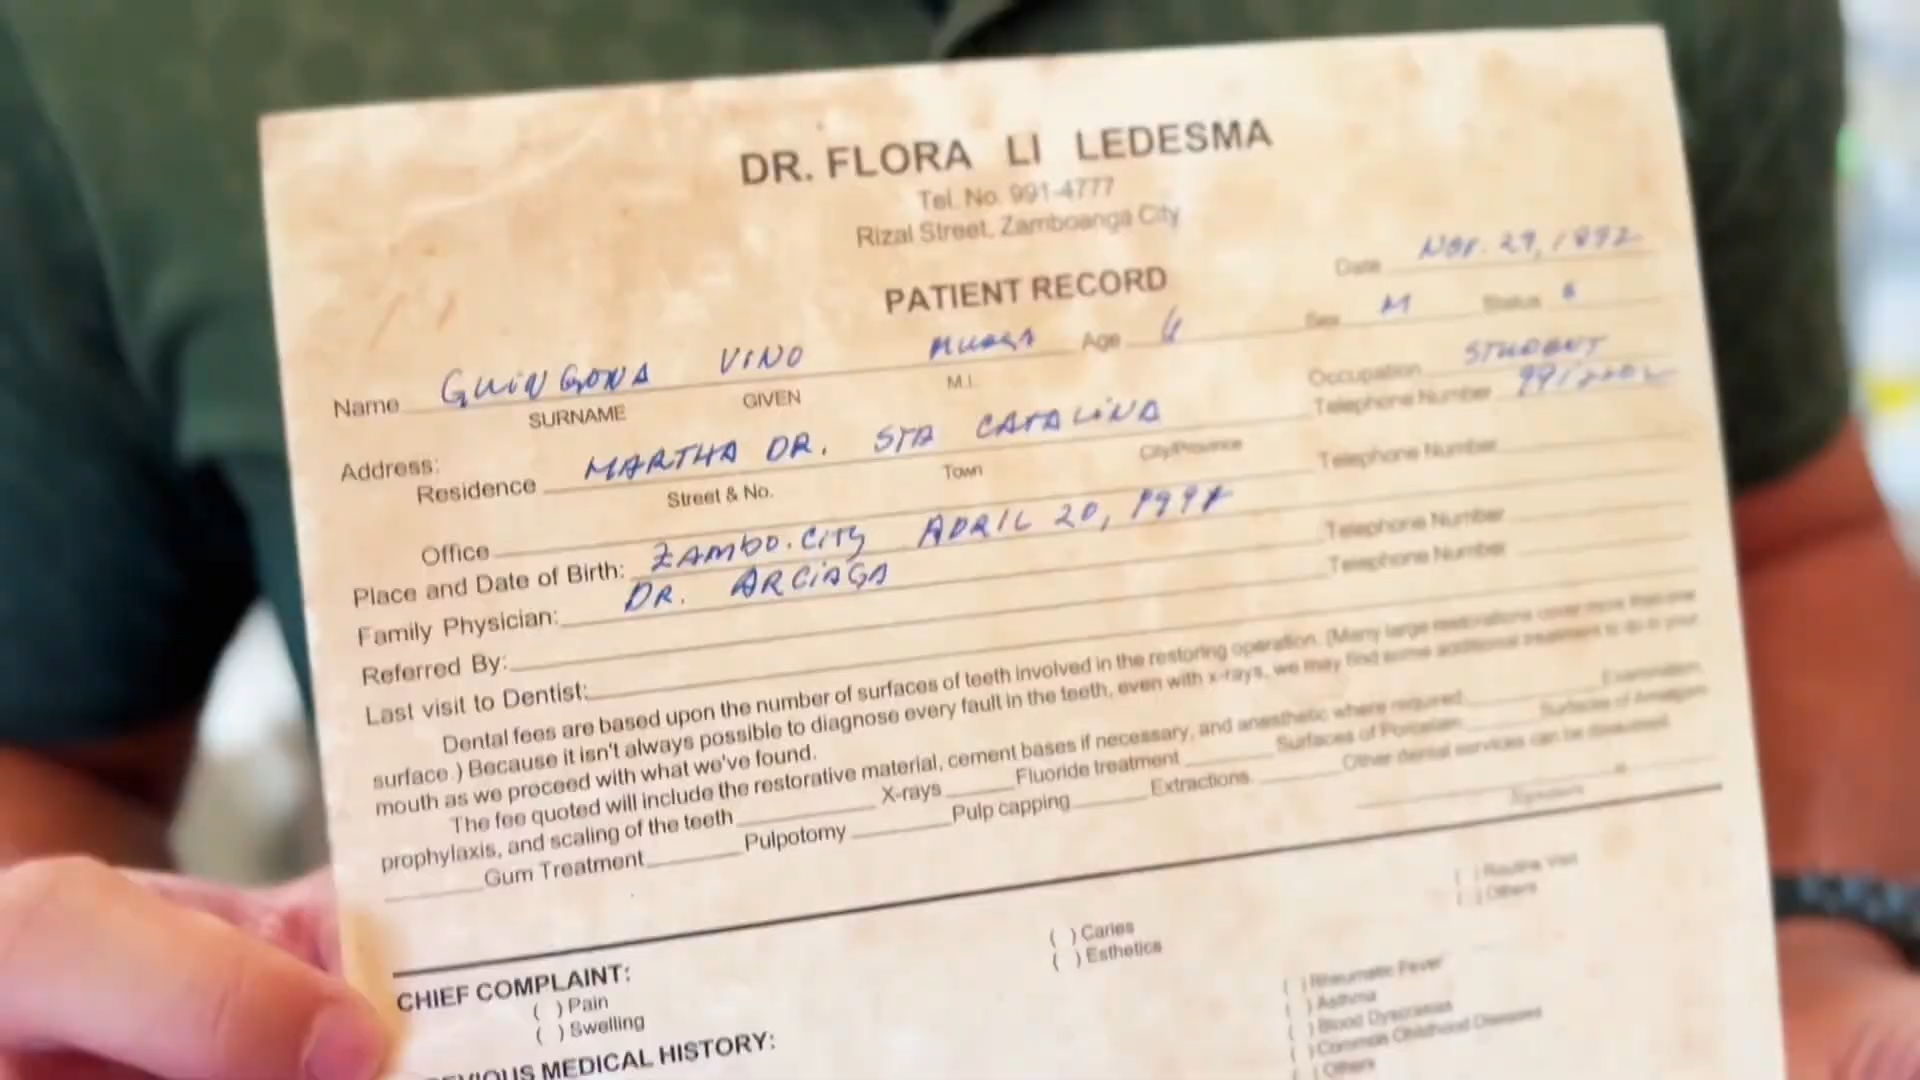 DR. FLORA LI LEDESMA
Tel. No. 991-4777
Rizal Street, Zamboanga City
PATIENT RECORD
Date Nov. 29, 1992
Name GUINGONA VINO Age 6 Sex M Status
SURNAME GIVEN M.I. Occupation STUDENT
Address: Telephone Number
Residence MARTHA DR. STA CATALINA
Street & No. Town City/Province Telephone Number
Office
Place and Date of Birth: ZAMBO. CITY APRIL 20, Telephone Number
Family Physician: DR. ARCIAGA Telephone Number
Referred By:
Last visit to Dentist:
Dental fees are based upon the number of surfaces of teeth involved in the restoring operation. (Many large restorations cover more than one
surface.) Because it isn't always possible to diagnose every fault in the teeth, even with x-rays, we may find some additional treatment to do in your
mouth as we proceed with what we've found.
The fee quoted will include the restorative material, cement bases if necessary, and anesthetic where required. Examination,
prophylaxis, and scaling of the teeth X-rays Fluoride treatment Surfaces of Porcelain Surfaces of Amalgam
Gum Treatment Pulpotomy Pulp capping Extractions Other dental services can be discussed.
Signature
CHIEF COMPLAINT:
( ) Pain ( ) Caries ( ) Routine Visit
( ) Swelling ( ) Esthetics ( ) Others
PREVIOUS MEDICAL HISTORY:
( ) Rheumatic Fever
( ) Asthma
( ) Blood Dyscrasias
( ) Common Childhood Diseases
( ) Others